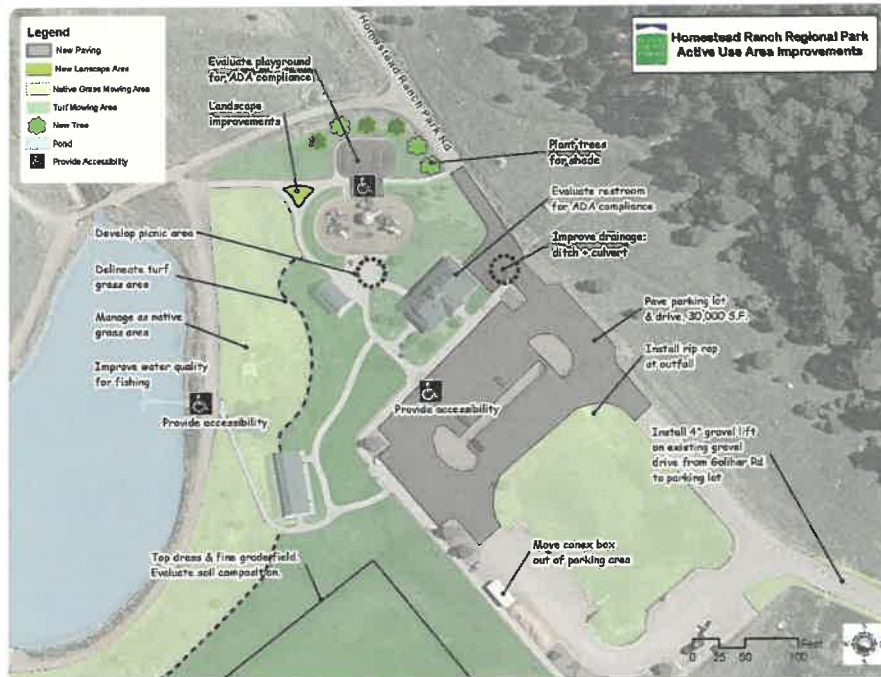 Legend
New Paving
New Lanscape Area
Native Grass Mowing Area
Turf Mowing Area
New Tree
Pond
Provide Accessibility
Homestead Ranch Regional Park
Active Use Area Improvements
Homestead Ranch Park Rd
Evaluate playground
for ADA compliance
Landscape
improvements
Plant trees
for shade
Evaluate restroom
for ADA compliance
Develop picnic area
Improve drainage:
ditch + culvert
Delineate turf
grass area
Manage as native
grass area
Improve water quality
for fishing
Provide accessibility
Provide accessibility
Pave parking lot
& drive, 30,000 S.F.
Install rip rap
at outfall
Install 4" gravel lift
on existing gravel
drive from Golihar Rd
to parking lot
Move conex box
out of parking area
Top dress & fine grade field.
Evaluate soil composition.
Feet
0 25 50 100